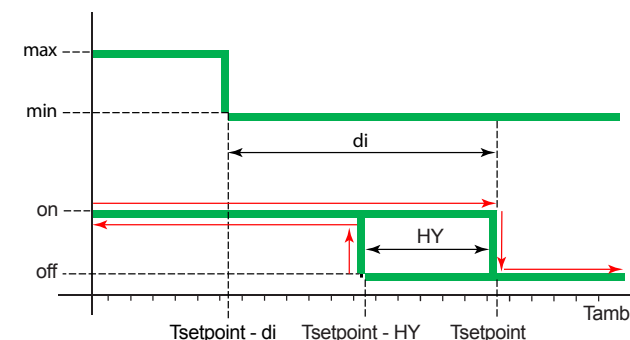 max
min
di
on
HY
off
Tamb
Tsetpoint - di Tsetpoint - HY Tsetpoint